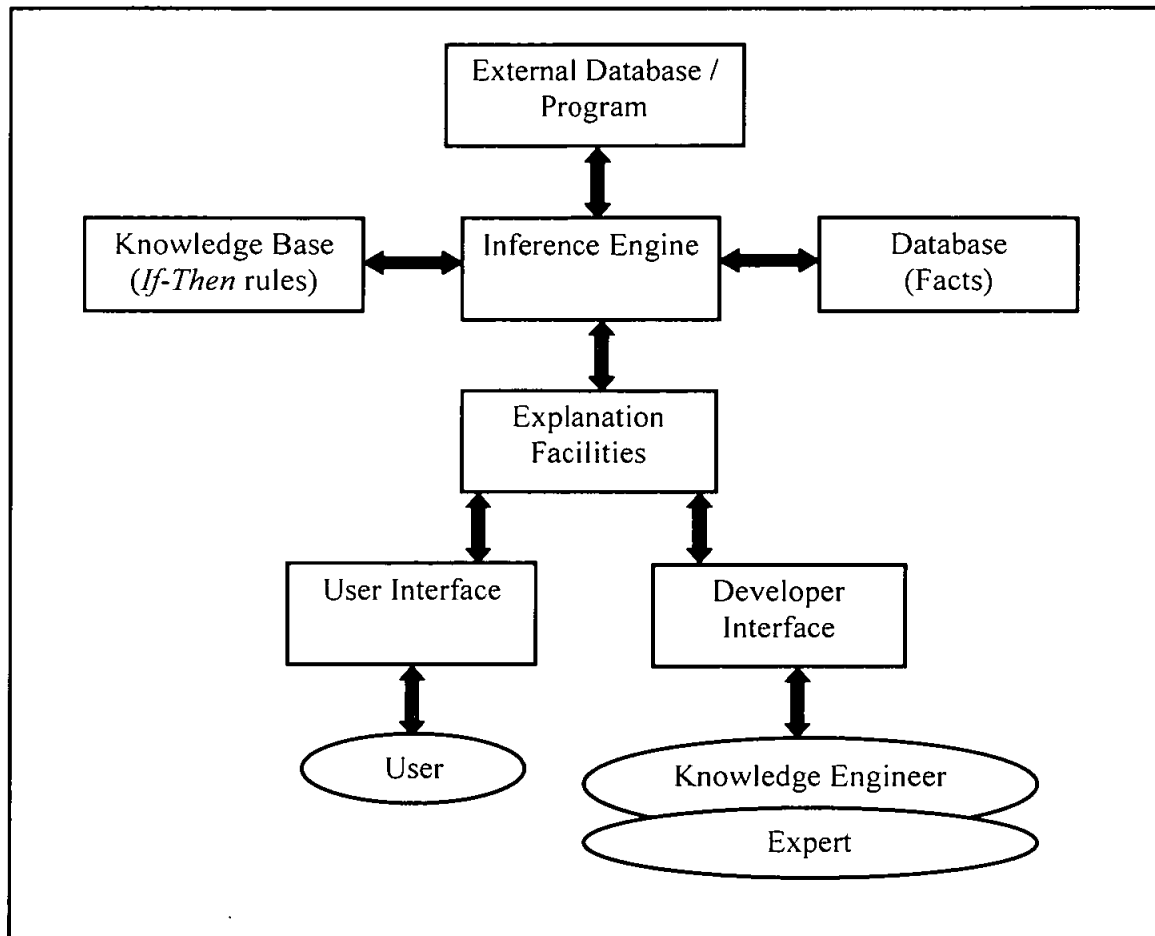 External Database /
Program
Knowledge Base
(If-Then rules)
Inference Engine
Database
(Facts)
Explanation
Facilities
User Interface
Developer
Interface
User
Knowledge Engineer
Expert